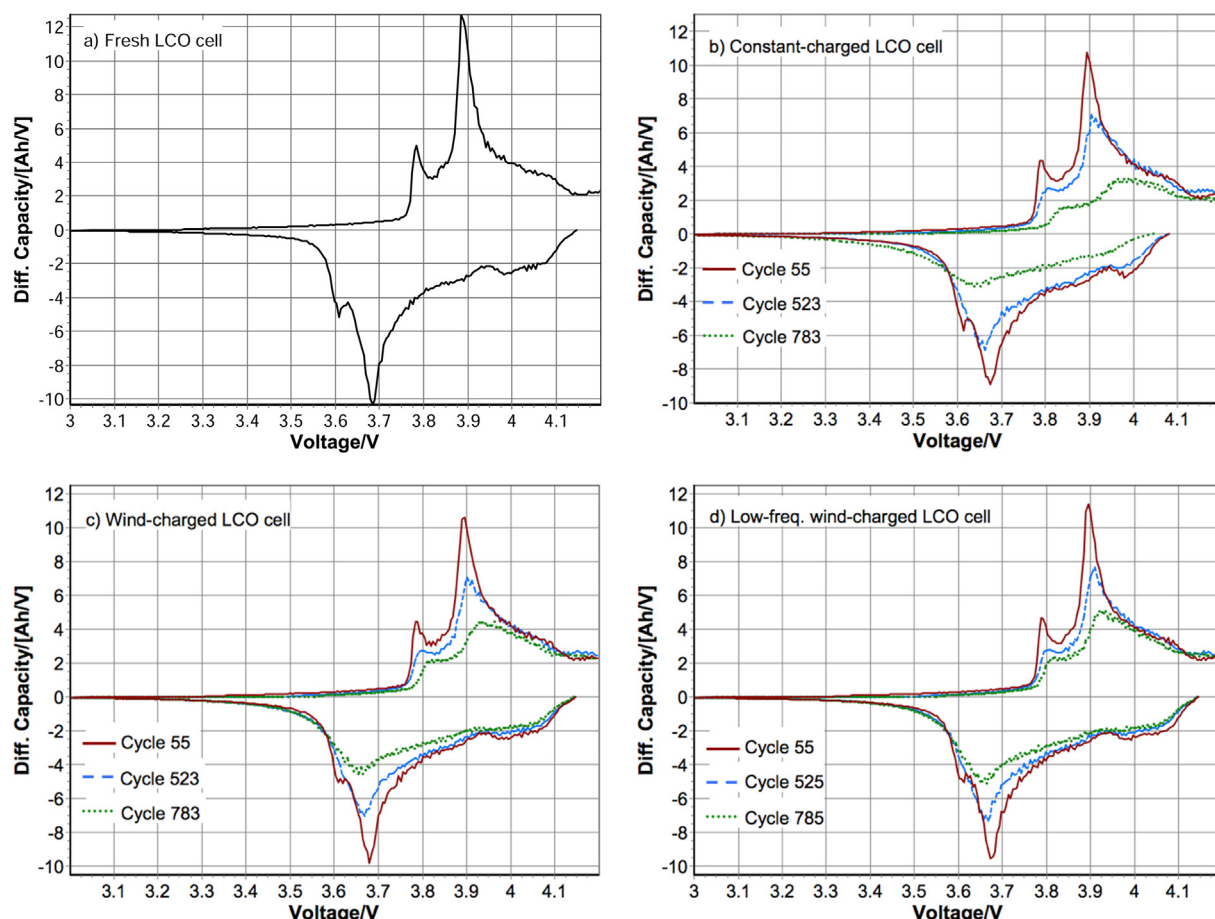 a) Fresh LCO cell
Diff. Capacity/[Ah/V]
12
10
8
6
4
2
0
-2
-4
-6
-8
-10
3 3.1 3.2 3.3 3.4 3.5 3.6 3.7 3.8 3.9 4 4.1
Voltage/V
b) Constant-charged LCO cell
Diff. Capacity/[Ah/V]
12
10
8
6
4
2
0
-2
-4
-6
-8
-10
Cycle 55
Cycle 523
Cycle 783
3.1 3.2 3.3 3.4 3.5 3.6 3.7 3.8 3.9 4 4.1
Voltage/V
c) Wind-charged LCO cell
Diff. Capacity/[Ah/V]
12
10
8
6
4
2
0
-2
-4
-6
-8
-10
Cycle 55
Cycle 523
Cycle 783
3.1 3.2 3.3 3.4 3.5 3.6 3.7 3.8 3.9 4 4.1
Voltage/V
d) Low-freq. wind-charged LCO cell
Diff. Capacity/[Ah/V]
12
10
8
6
4
2
0
-2
-4
-6
-8
-10
Cycle 55
Cycle 525
Cycle 785
3 3.1 3.2 3.3 3.4 3.5 3.6 3.7 3.8 3.9 4 4.1
Voltage/V